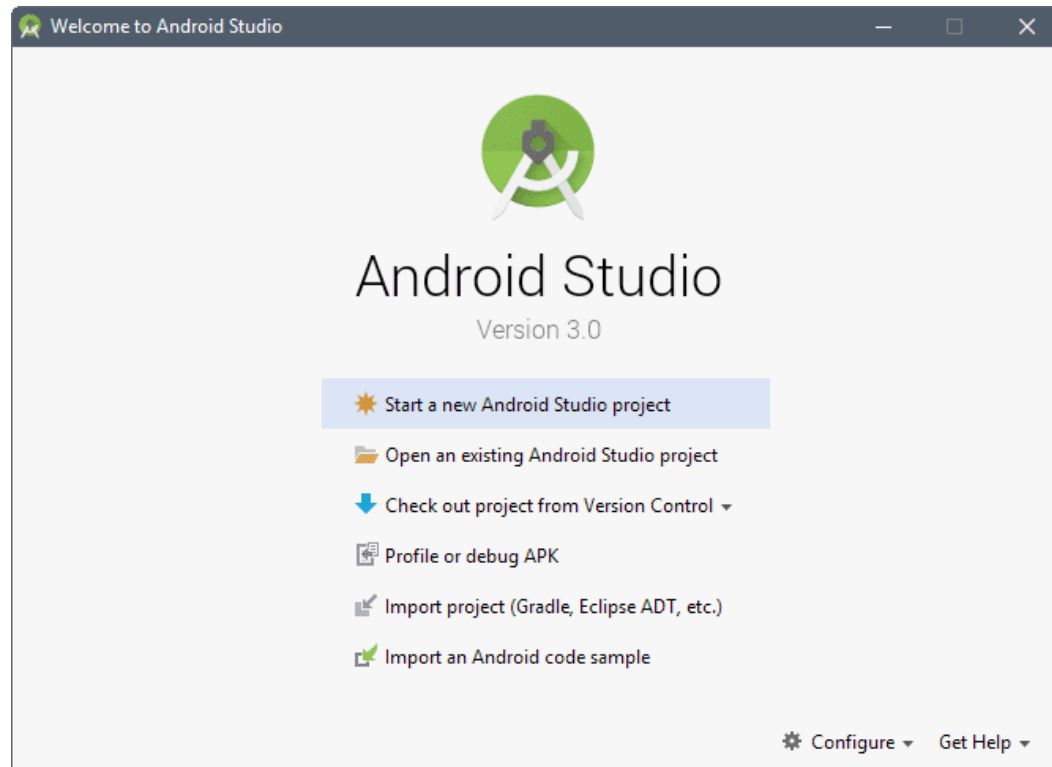 Welcome to Android Studio
Android Studio
Version 3.0
Start a new Android Studio project
Open an existing Android Studio project
Check out project from Version Control
Profile or debug APK
Import project (Gradle, Eclipse ADT, etc.)
Import an Android code sample
Configure Get Help